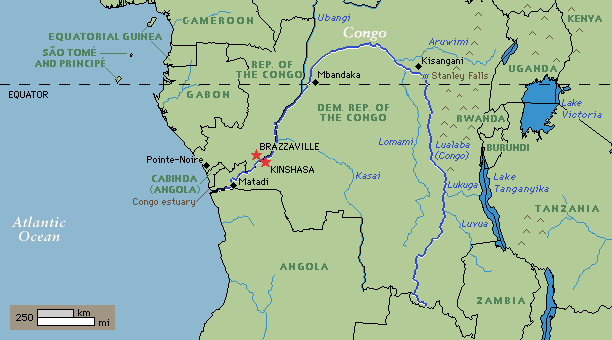 CAMEROON
Ubangi
Congo
KENYA
EQUATORIAL GUINEA
Aruwimi
SÃO TOMÉ
AND PRINCIPÉ
REP. OF
THE CONGO
Kisangani
UGANDA
Mbandaka
Stanley Falls
EQUATOR
GABON
DEM. REP. OF
THE CONGO
Lake
Victoria
RWANDA
BRAZZAVILLE
Lomami
Lualaba
(Congo)
BURUNDI
Pointe-Noire
KINSHASA
CABINDA
(ANGOLA)
Matadi
Kasai
Lake
Tanganyika
Lukuga
Congo estuary
TANZANIA
Atlantic
Ocean
Luvua
ANGOLA
ZAMBIA
250
km
mi